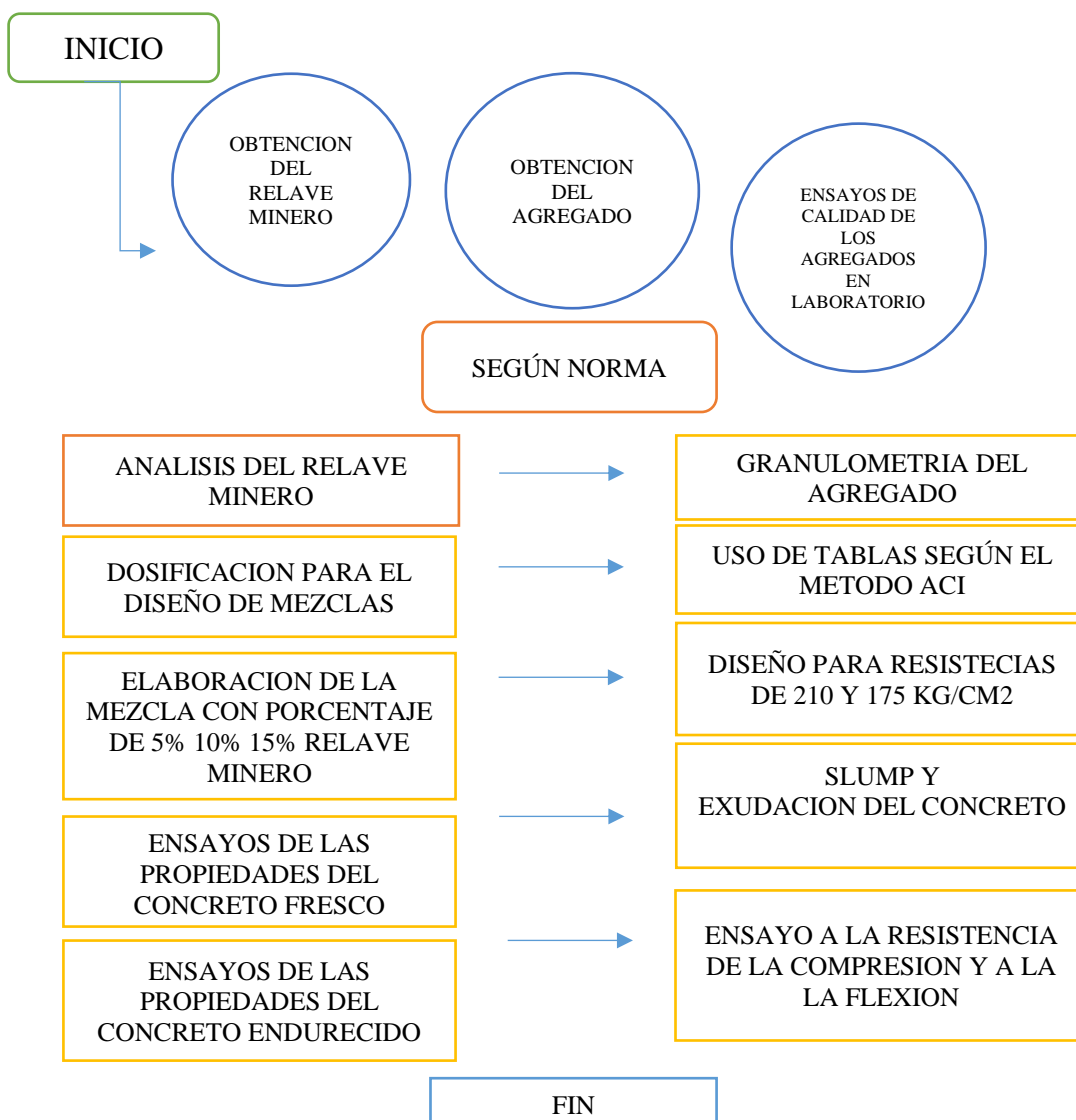 INICIO
OBTENCION
DEL
RELAVE
MINERO
OBTENCION
DEL
AGREGADO
ENSAYOS DE
CALIDAD DE
LOS
AGREGADOS
EN
LABORATORIO
SEGÚN NORMA
ANALISIS DEL RELAVE
MINERO
GRANULOMETRIA DEL
AGREGADO
DOSIFICACION PARA EL
DISEÑO DE MEZCLAS
USO DE TABLAS SEGÚN EL
METODO ACI
ELABORACION DE LA
MEZCLA CON PORCENTAJE
DE 5% 10% 15% RELAVE
MINERO
DISEÑO PARA RESISTECIAS
DE 210 Y 175 KG/CM2
ENSAYOS DE LAS
PROPIEDADES DEL
CONCRETO FRESCO
SLUMP Y
EXUDACION DEL CONCRETO
ENSAYOS DE LAS
PROPIEDADES DEL
CONCRETO ENDURECIDO
ENSAYO A LA RESISTENCIA
DE LA COMPRESION Y A LA
LA FLEXION
FIN